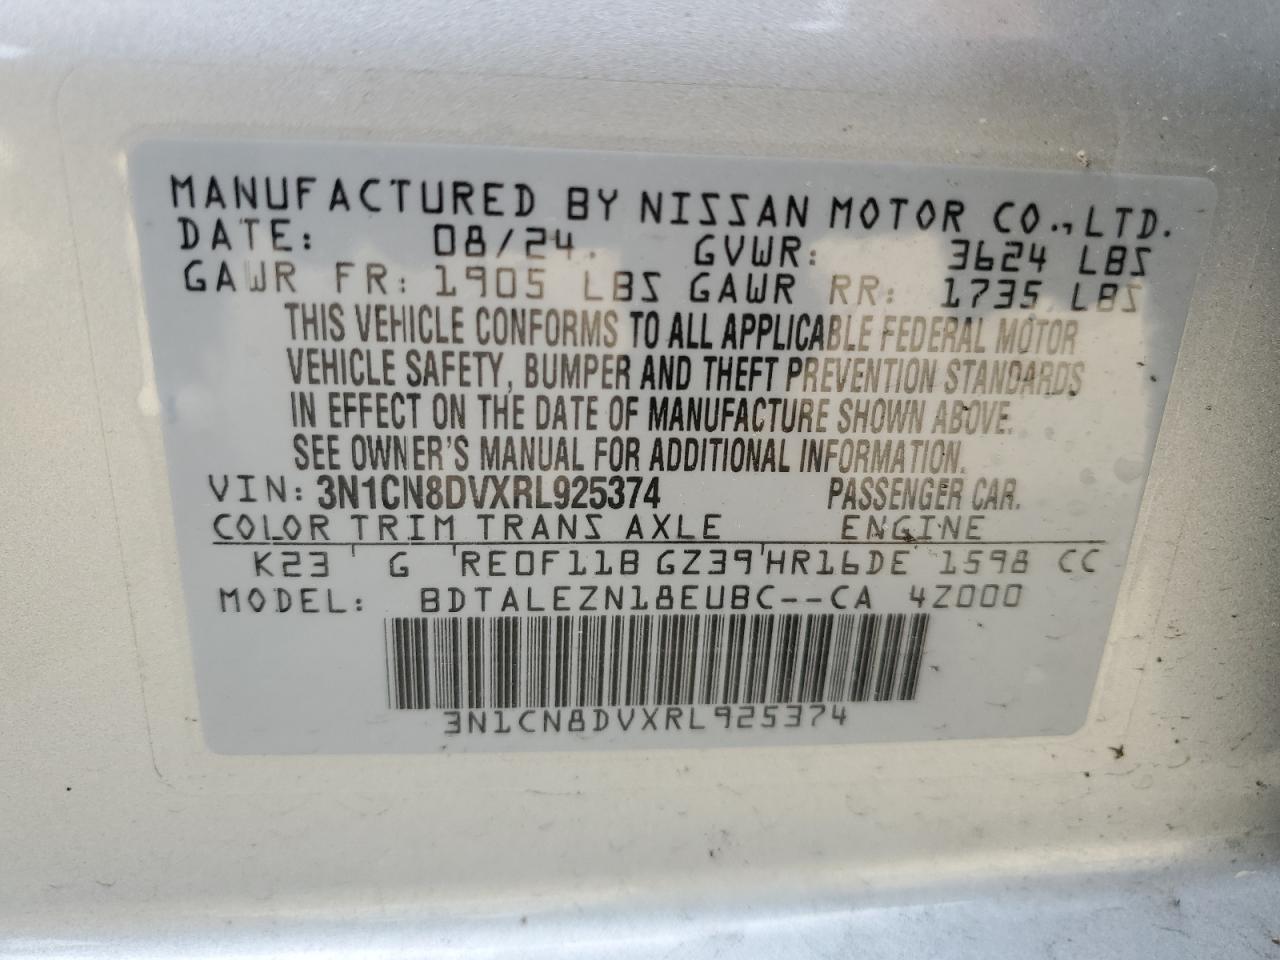 MANUFACTURED BY NISSAN MOTOR CO., LTD.
DATE: 08/24. GVWR: 3624 LBS
GAWR FR: 1905 LBS GAWR RR: 1735 LBS
THIS VEHICLE CONFORMS TO ALL APPLICABLE FEDERAL MOTOR
VEHICLE SAFETY, BUMPER AND THEFT PREVENTION STANDARDS
IN EFFECT ON THE DATE OF MANUFACTURE SHOWN ABOVE.
SEE OWNER'S MANUAL FOR ADDITIONAL INFORMATION.
VIN: 3N1CN8DVXRL925374 PASSENGER CAR.
COLOR TRIM TRANS AXLE ENGINE
K23 ' G 'RE0F11B GZ39'HR16DE 1598 CC
MODEL: BDTALEZN18EUBC--CA 4Z000
3N1CN8DVXRL925374